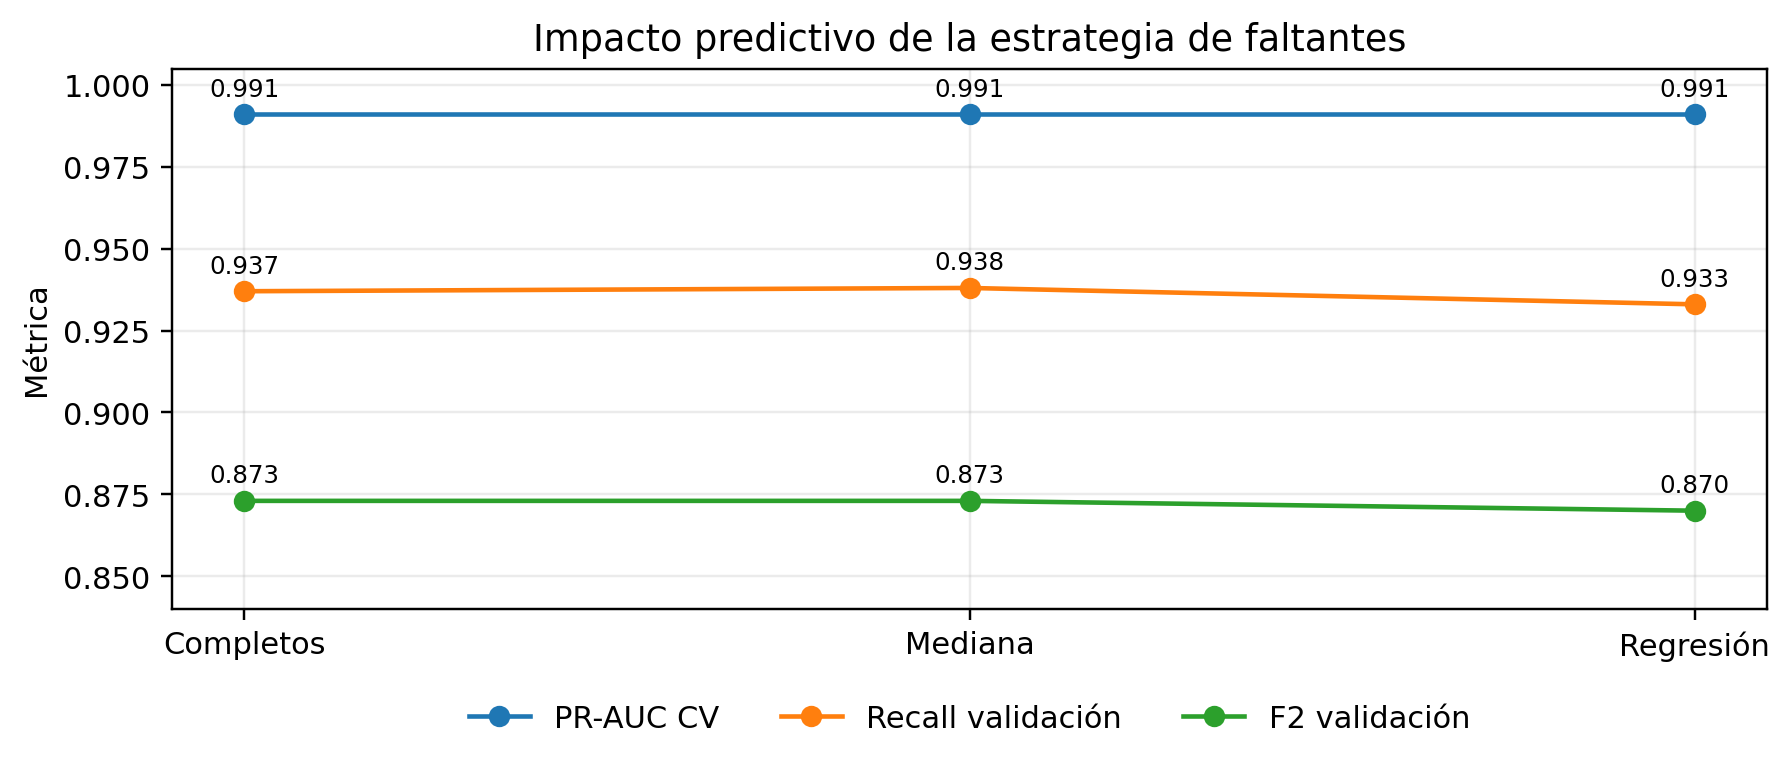 Impacto predictivo de la estrategia de faltantes
1.000
0.975
0.950
0.925
0.900
0.875
0.850
Métrica
0.991 0.991 0.991
0.937 0.938 0.933
0.873 0.873 0.870
Completos Mediana Regresión
PR-AUC CV Recall validación F2 validación